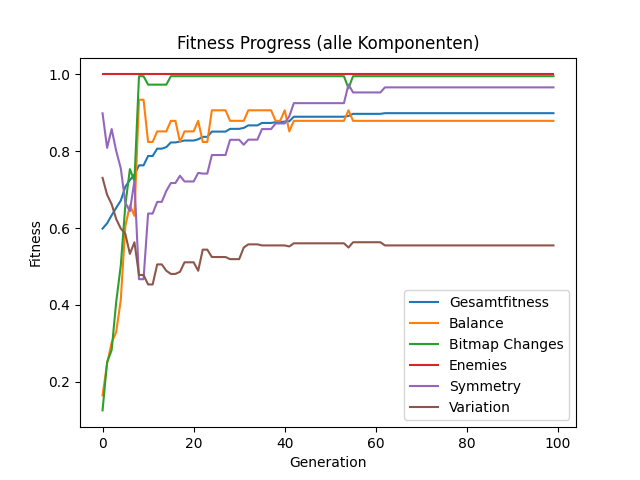 Fitness Progress (alle Komponenten)
1.0
0.8
0.6
0.4
0.2
Fitness
0
20
40
60
80
100
Generation
Gesamtfitness
Balance
Bitmap Changes
Enemies
Symmetry
Variation